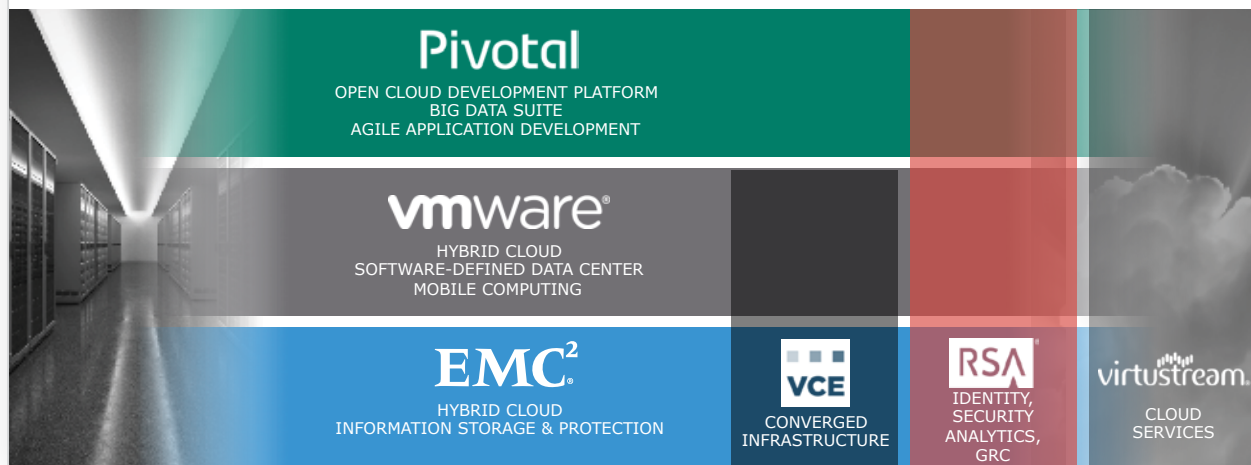 Pivotal
OPEN CLOUD DEVELOPMENT PLATFORM
BIG DATA SUITE
AGILE APPLICATION DEVELOPMENT
vmware®
HYBRID CLOUD
SOFTWARE-DEFINED DATA CENTER
MOBILE COMPUTING
EMC²®
HYBRID CLOUD
INFORMATION STORAGE & PROTECTION
VCE
CONVERGED
INFRASTRUCTURE
RSA®
IDENTITY,
SECURITY
ANALYTICS,
GRC
virtustream.
CLOUD
SERVICES